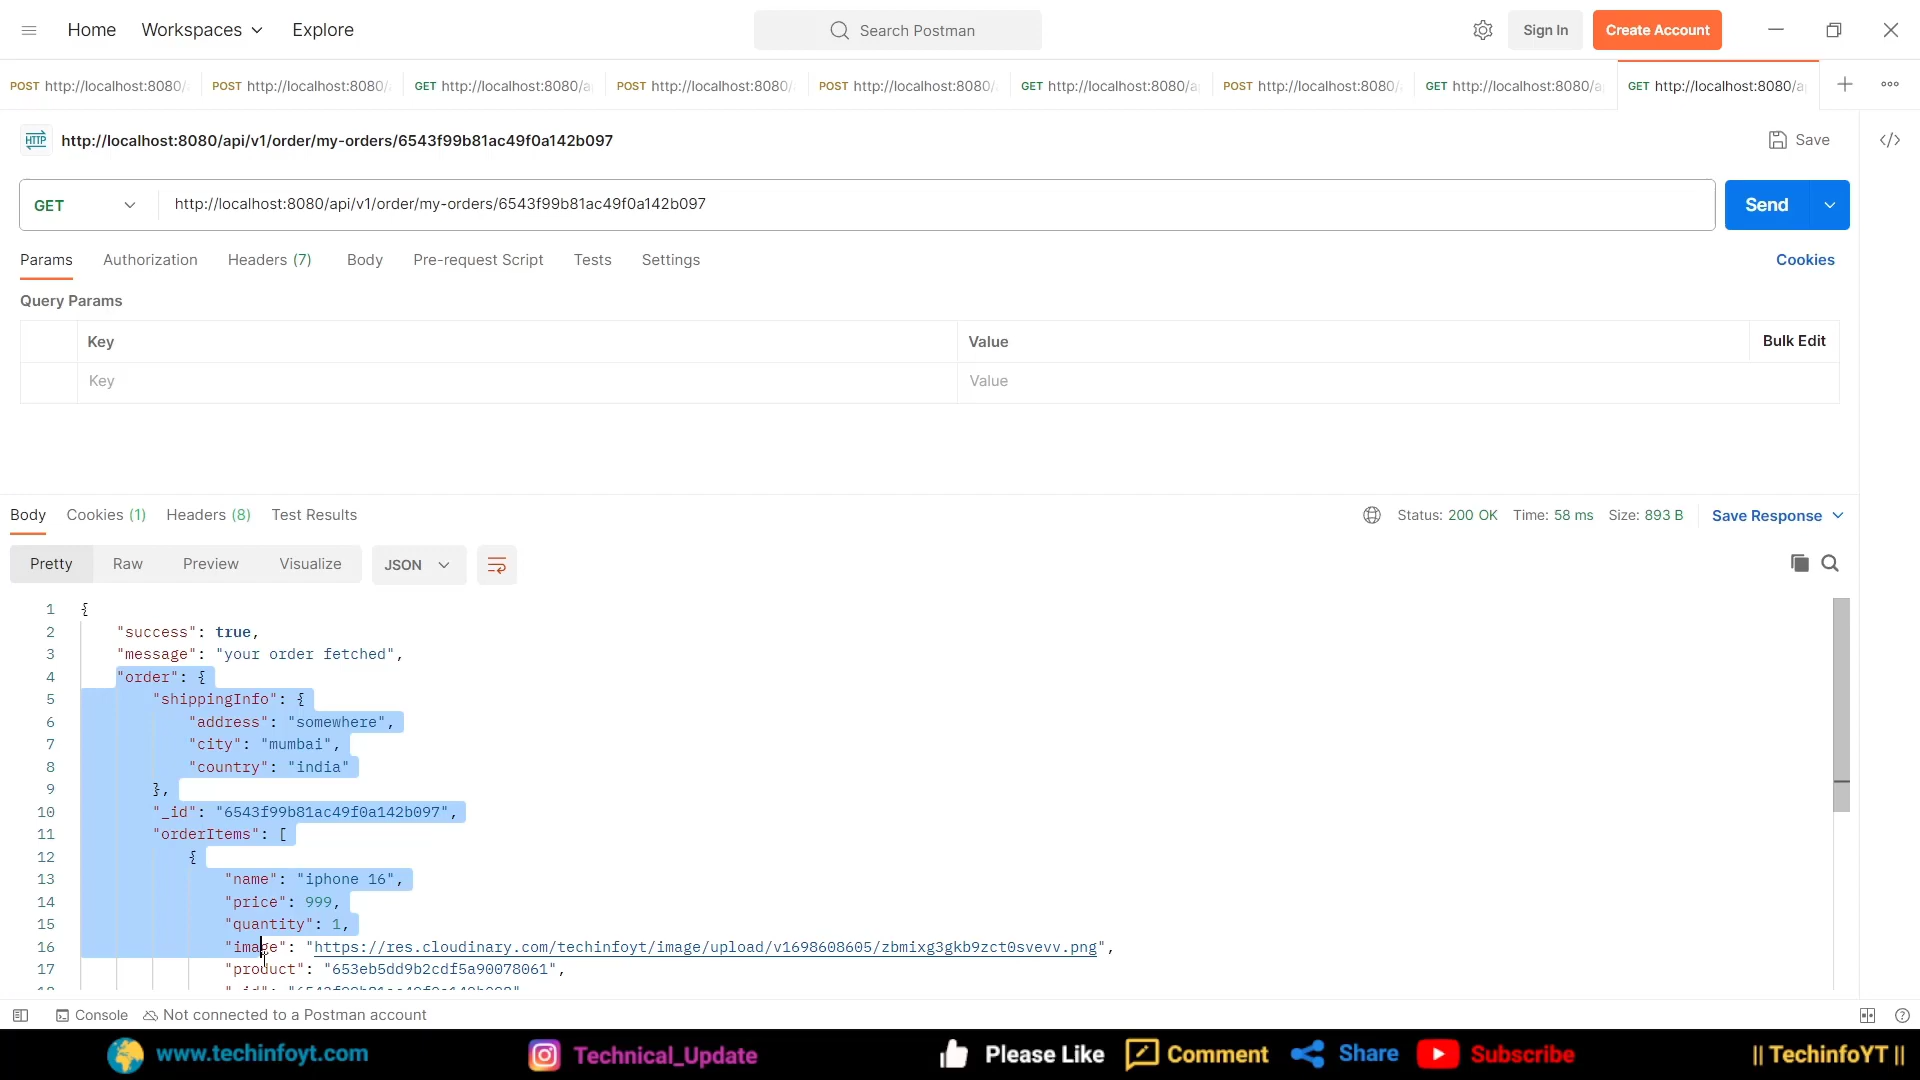 Home Workspaces Explore Search Postman Sign In Create Account
POST http://localhost:8080/ POST http://localhost:8080/ GET http://localhost:8080/a POST http://localhost:8080/ POST http://localhost:8080/ GET http://localhost:8080/a POST http://localhost:8080/ GET http://localhost:8080/a GET http://localhost:8080/a
HTTP http://localhost:8080/api/v1/order/my-orders/6543f99b81ac49f0a142b097 Save </>
GET http://localhost:8080/api/v1/order/my-orders/6543f99b81ac49f0a142b097 Send
Params Authorization Headers (7) Body Pre-request Script Tests Settings Cookies
Query Params
Key Value Bulk Edit
Key Value
Body Cookies (1) Headers (8) Test Results Status: 200 OK Time: 58 ms Size: 893 B Save Response
Pretty Raw Preview Visualize JSON
1 {
2 "success": true,
3 "message": "your order fetched",
4 "order": {
5 "shippingInfo": {
6 "address": "somewhere",
7 "city": "mumbai",
8 "country": "india"
9 },
10 "_id": "6543f99b81ac49f0a142b097",
11 "orderItems": [
12 {
13 "name": "iphone 16",
14 "price": 999,
15 "quantity": 1,
16 "image": "https://res.cloudinary.com/techinfoyt/image/upload/v1698608605/zbmixg3gkb9zct0svevv.png",
17 "product": "653eb5dd9b2cdf5a90078061",
Console Not connected to a Postman account
www.techinfoyt.com Technical_Update Please Like Comment Share Subscribe || TechinfoYT ||